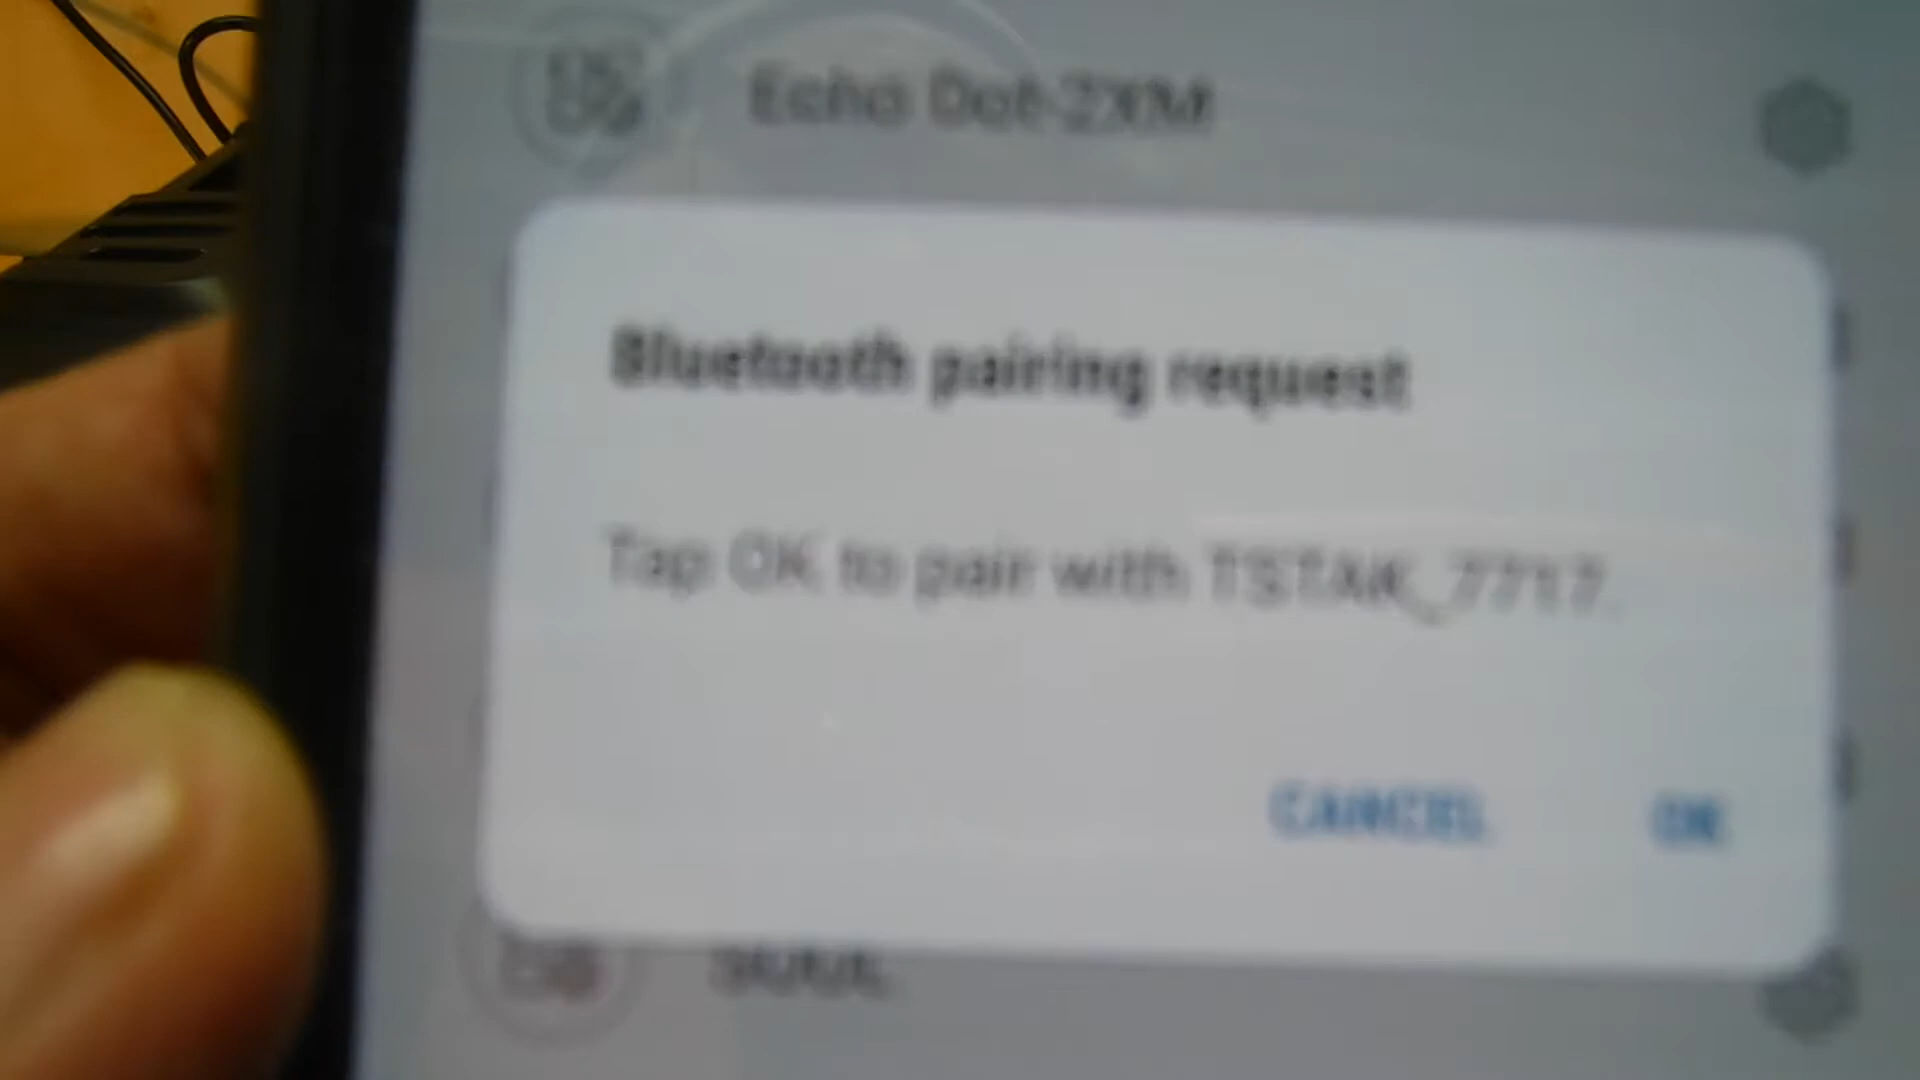 Echo Dot-2XM
Bluetooth pairing request
Tap OK to pair with TSTAK_7717.
CANCEL
OK